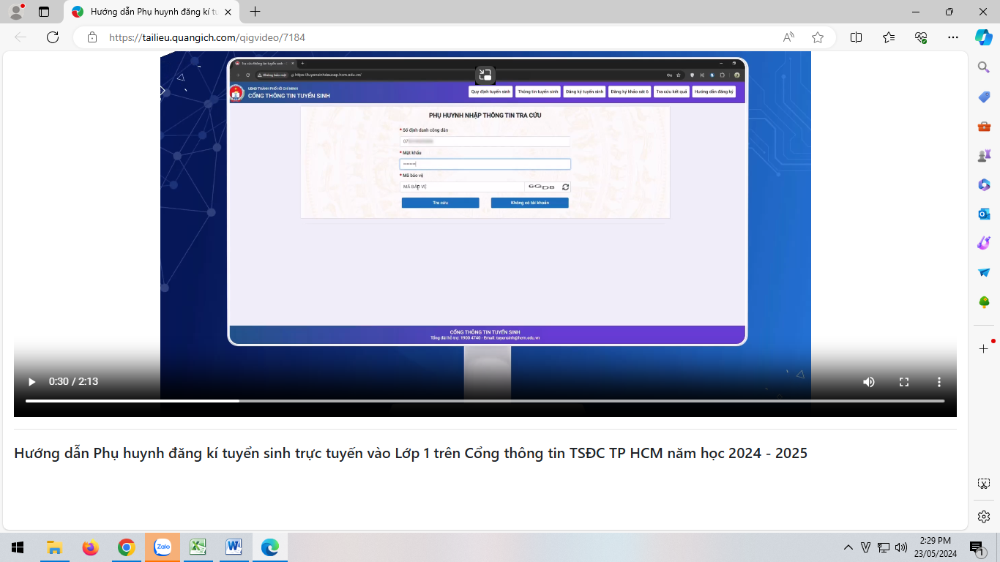 Hướng dẫn Phụ huynh đăng kí tu
https://tailieu.quangich.com/qigvideo/7184
Tra cứu thông tin tuyển sinh
Không bảo mật
https://tuyensinhdaucap.hcm.edu.vn/
UBND THÀNH PHỐ HỒ CHÍ MINH
CỔNG THÔNG TIN TUYỂN SINH
Quy định tuyển sinh
Thông tin tuyển sinh
Đăng ký tuyển sinh
Đăng ký khảo sát 6
Tra cứu kết quả
Hướng dẫn đăng ký
PHỤ HUYNH NHẬP THÔNG TIN TRA CỨU
* Số định danh công dân
07
* Mật khẩu
* Mã bảo vệ
MÃ BẢO VỆ
6GD8
Tra cứu
Không có tài khoản
CỔNG THÔNG TIN TUYỂN SINH
Tổng đài hỗ trợ: 1900 4740 - Email: tuyensinh@hcm.edu.vn
0:30 / 2:13
Hướng dẫn Phụ huynh đăng kí tuyển sinh trực tuyến vào Lớp 1 trên Cổng thông tin TSĐC TP HCM năm học 2024 - 2025
Zalo
2:29 PM
23/05/2024
1